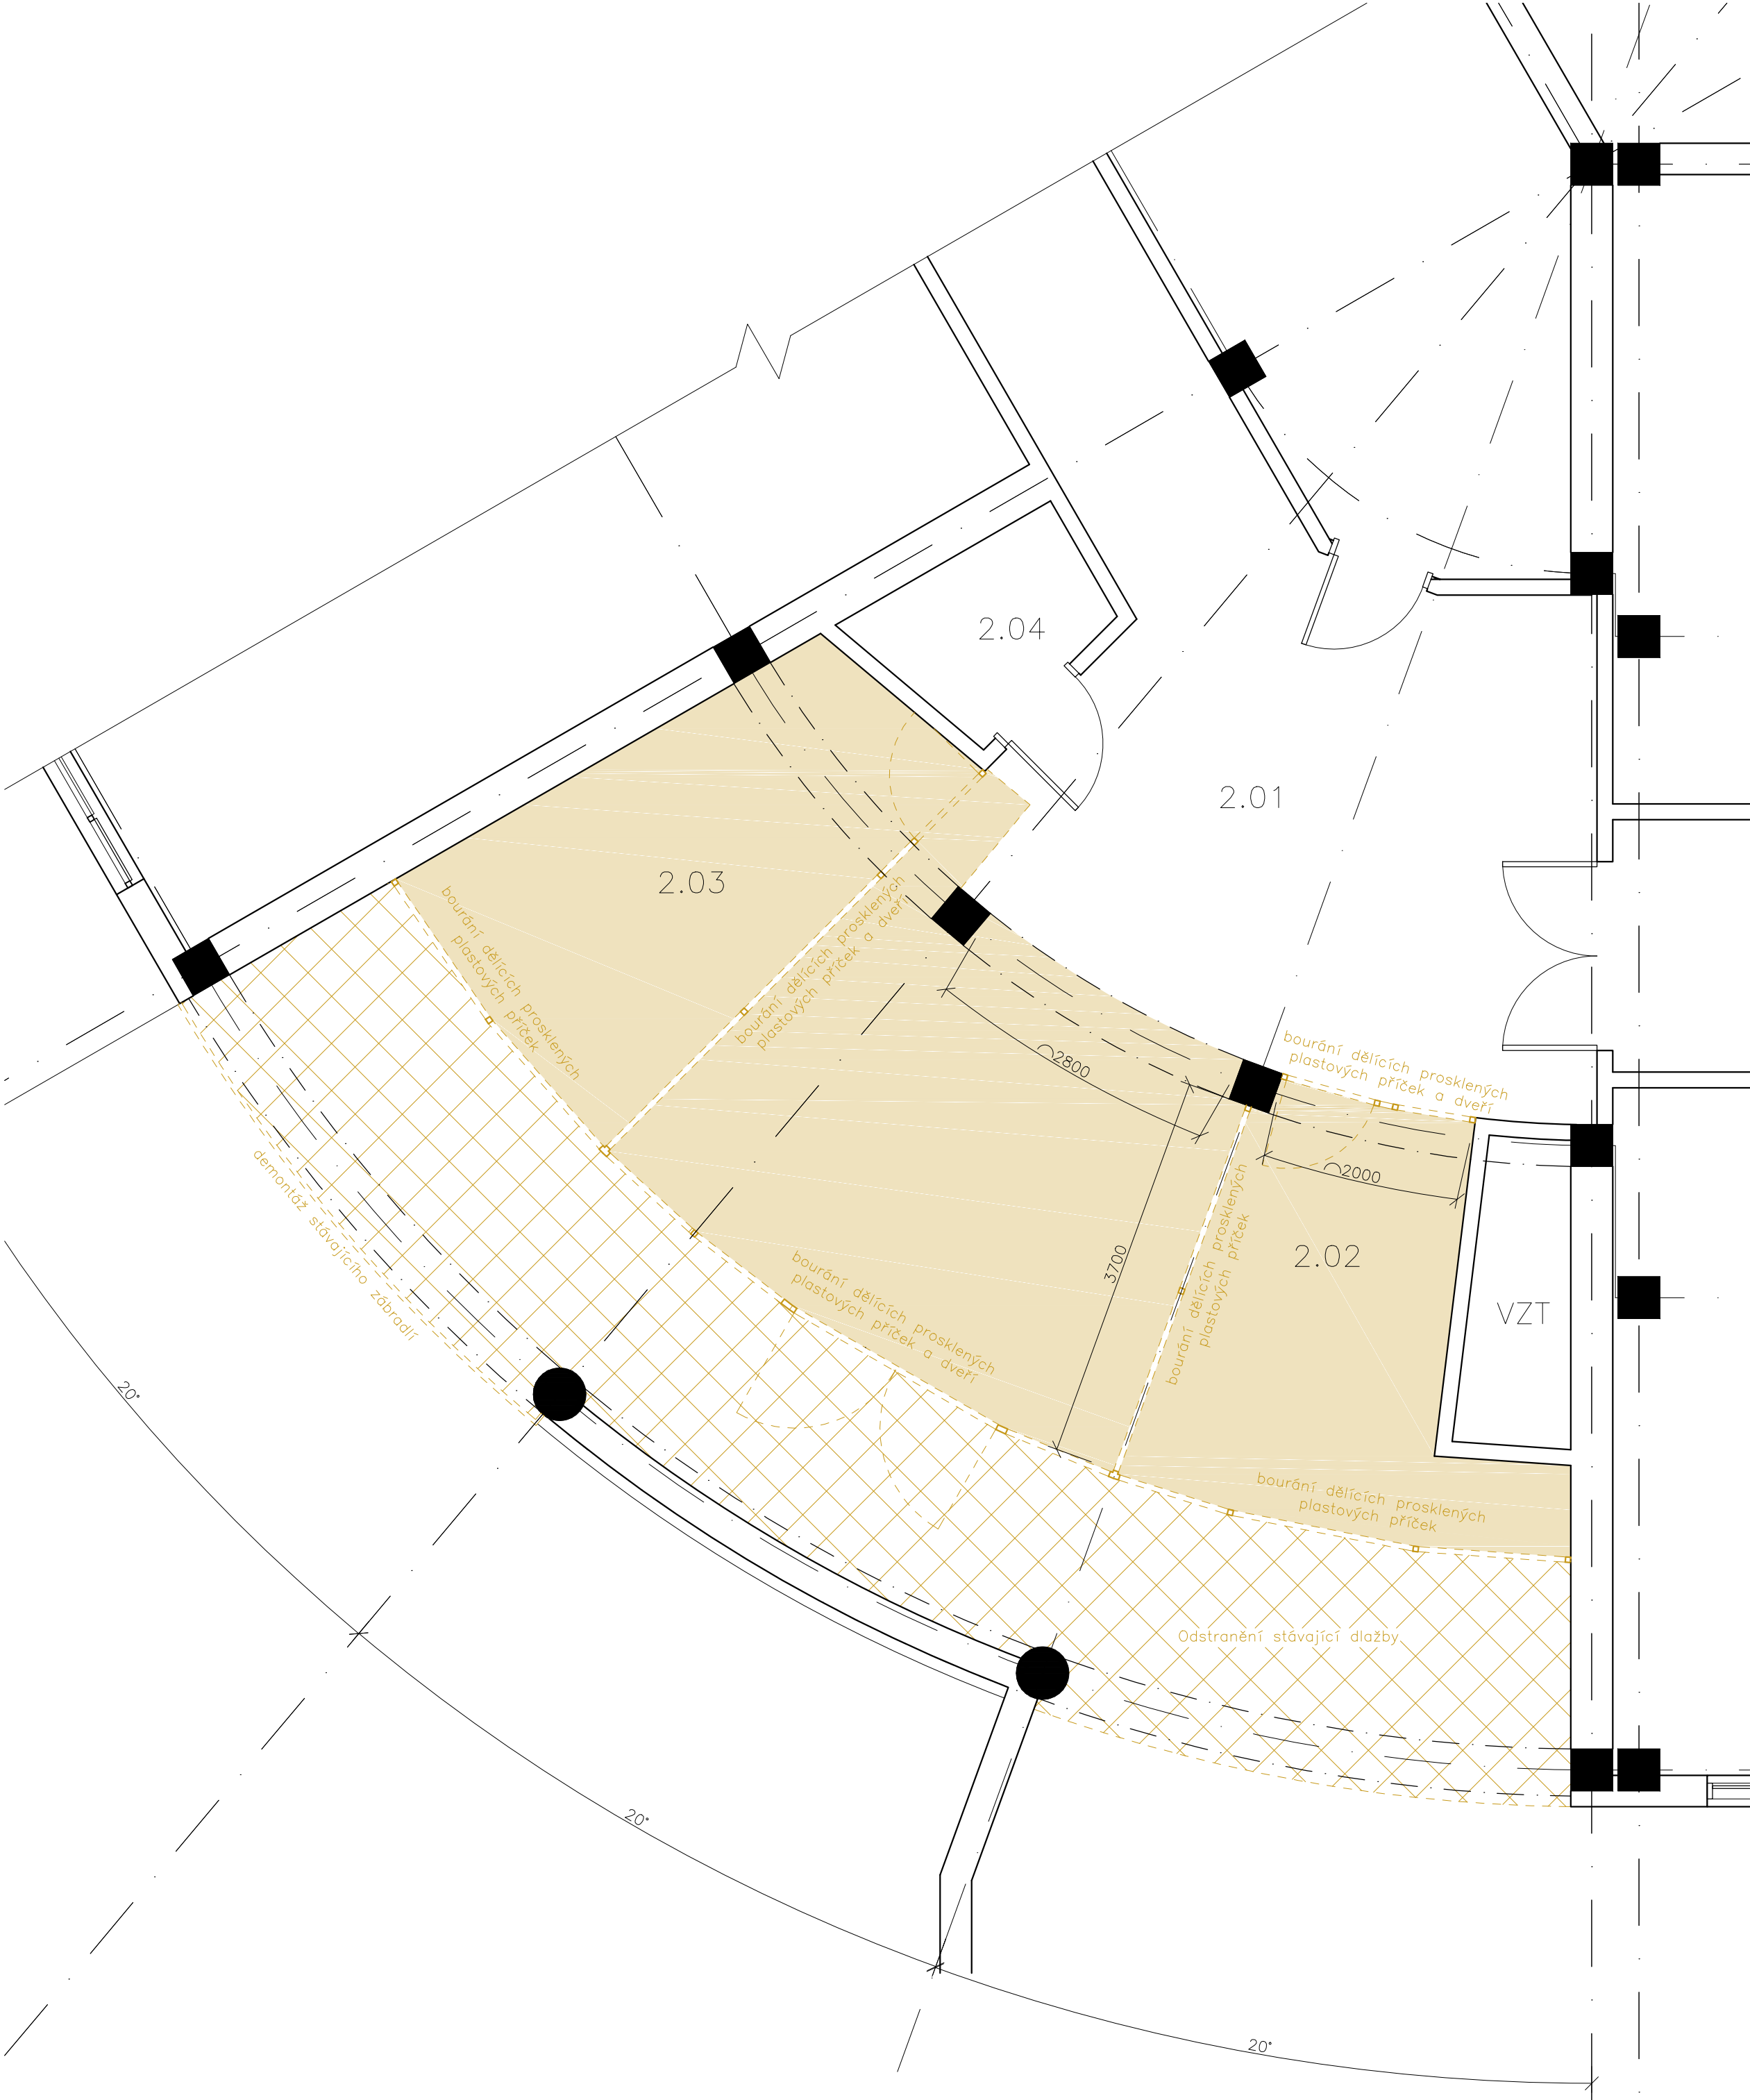 2.04
2.01
2.03
bourání dělících prosklených
plastových příček
bourání dělících prosklených
plastových příček a dveří
bourání dělících prosklených
plastových příček a dveří
2800
2000
demontáž stávajícího zábradlí
bourání dělících prosklených
plastových příček
3700
2.02
bourání dělících prosklených
plastových příček a dveří
VZT
20°
bourání dělících prosklených
plastových příček
Odstranění stávající dlažby
20°
20°